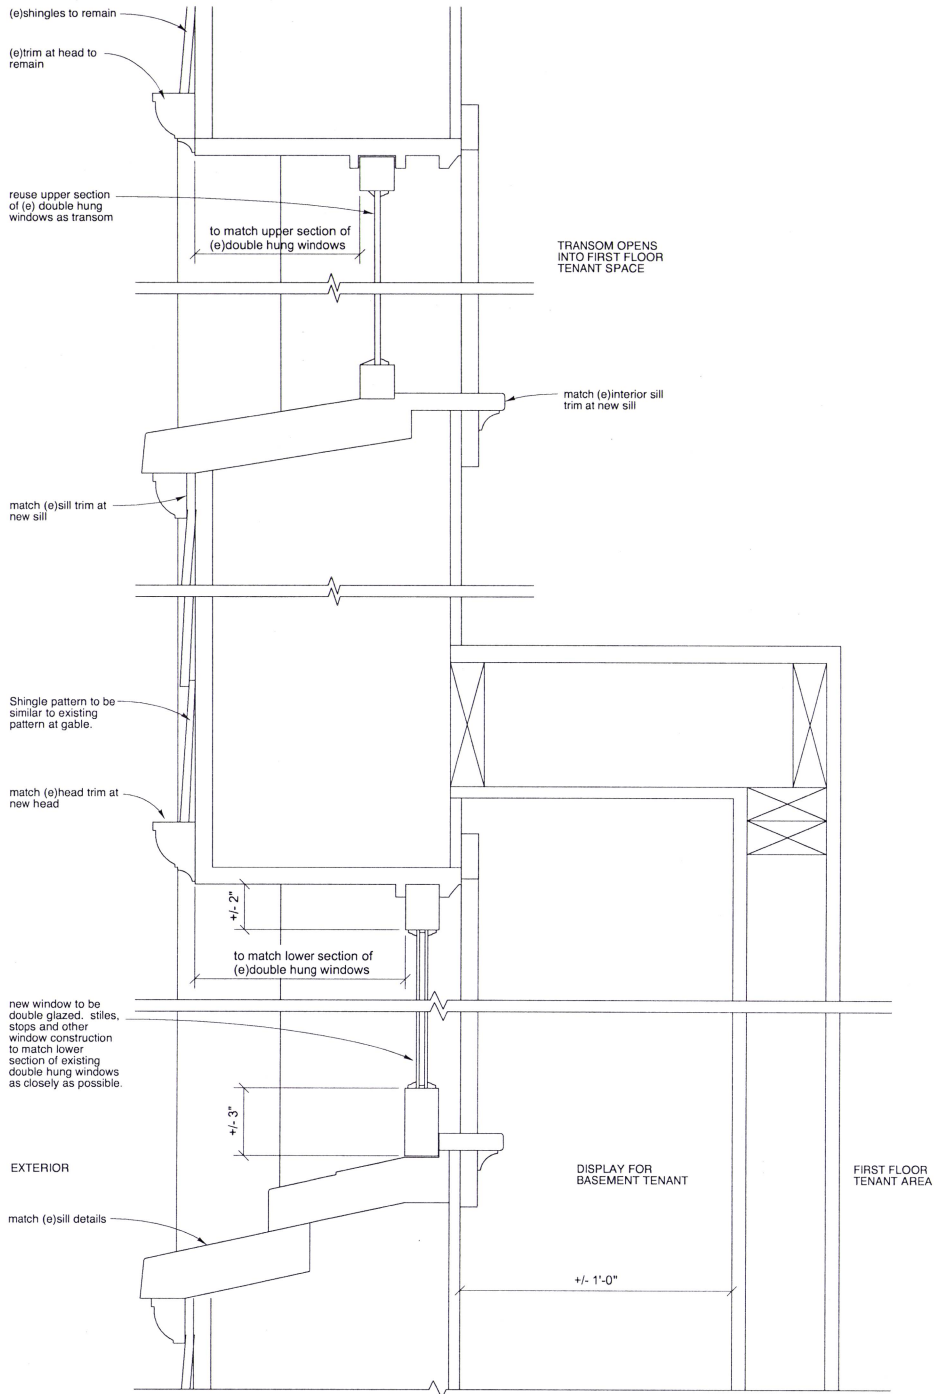 (e)shingles to remain
(e)trim at head to
remain
reuse upper section
of (e) double hung
windows as transom
to match upper section of
(e)double hung windows
TRANSOM OPENS
INTO FIRST FLOOR
TENANT SPACE
match (e)interior sill
trim at new sill
match (e)sill trim at
new sill
Shingle pattern to be
similar to existing
pattern at gable.
match (e)head trim at
new head
+/- 2"
to match lower section of
(e)double hung windows
new window to be
double glazed. stiles,
stops and other
window construction
to match lower
section of existing
double hung windows
as closely as possible.
+/- 3"
EXTERIOR
DISPLAY FOR
BASEMENT TENANT
FIRST FLOOR
TENANT AREA
match (e)sill details
+/- 1'-0"